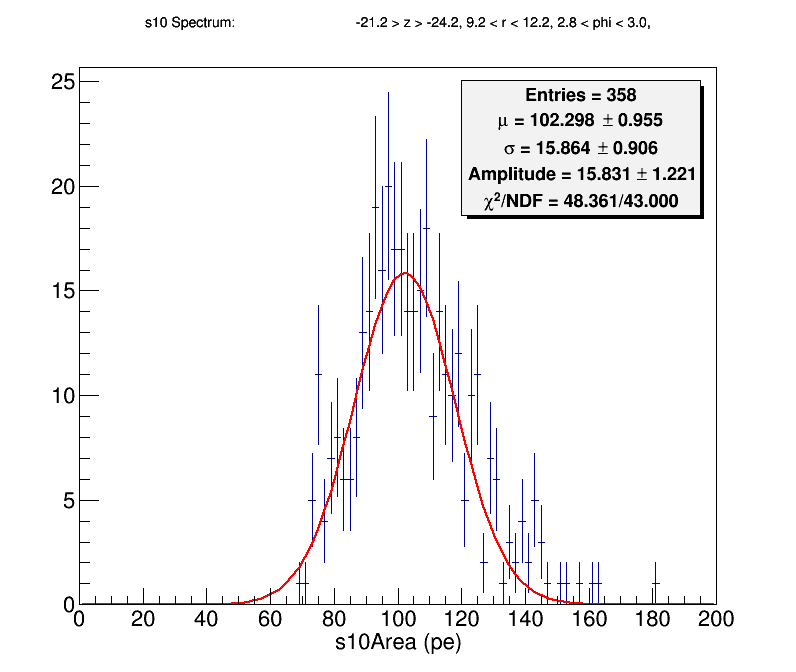 s10 Spectrum: -21.2 > z > -24.2, 9.2 < r < 12.2, 2.8 < phi < 3.0,
Entries = 358
μ = 102.298 ± 0.955
σ = 15.864 ± 0.906
Amplitude = 15.831 ± 1.221
χ²/NDF = 48.361/43.000
25
20
15
10
5
0
0 20 40 60 80 100 120 140 160 180 200
s10Area (pe)